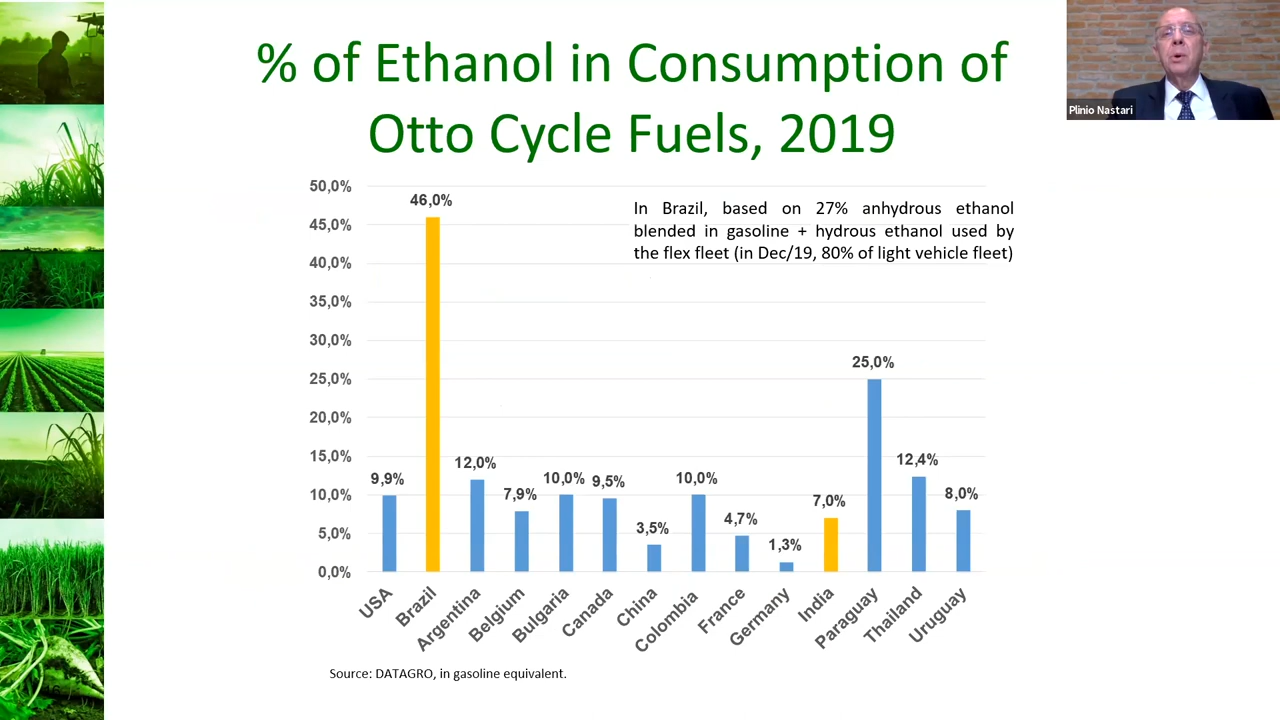 % of Ethanol in Consumption of
Otto Cycle Fuels, 2019
Plinio Nastari
In Brazil, based on 27% anhydrous ethanol
blended in gasoline + hydrous ethanol used by
the flex fleet (in Dec/19, 80% of light vehicle fleet)
50,0%
45,0%
40,0%
35,0%
30,0%
25,0%
20,0%
15,0%
10,0%
5,0%
0,0%
9,9%
46,0%
12,0%
7,9%
10,0%
9,5%
3,5%
10,0%
4,7%
1,3%
7,0%
25,0%
12,4%
8,0%
USA
Brazil
Argentina
Belgium
Bulgaria
Canada
China
Colombia
France
Germany
India
Paraguay
Thailand
Uruguay
Source: DATAGRO, in gasoline equivalent.